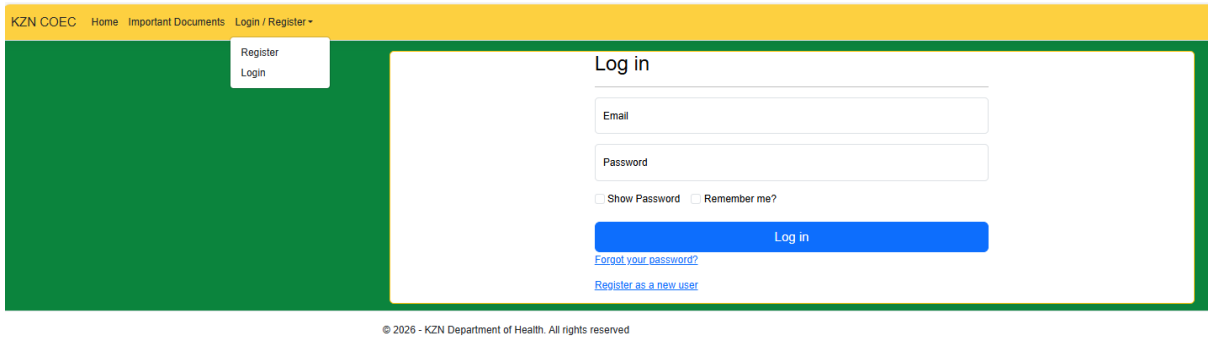 KZN COEC Home Important Documents Login / Register
Register
Login
Log in
Email
Password
Show Password Remember me?
Log in
Forgot your password?
Register as a new user
© 2026 - KZN Department of Health. All rights reserved